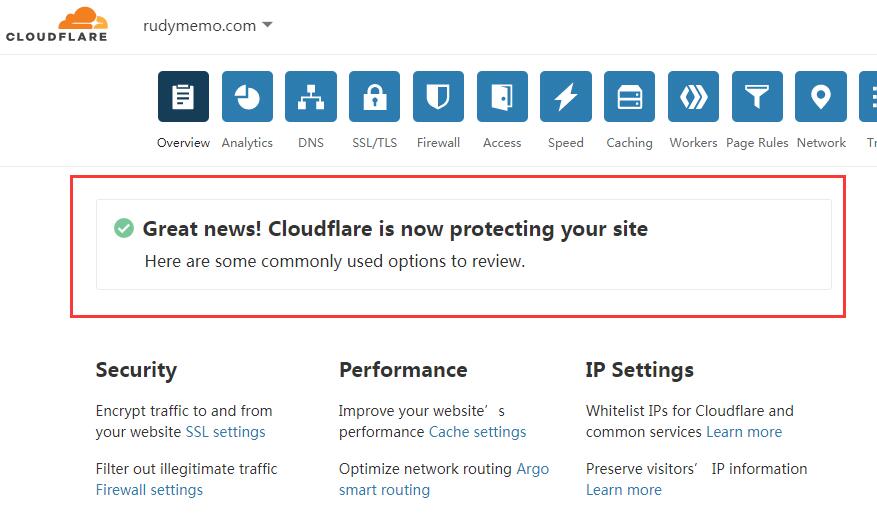 CLOUDFLARE
rudymemo.com
Overview Analytics DNS SSL/TLS Firewall Access Speed Caching Workers Page Rules Network Tr
Great news! Cloudflare is now protecting your site
Here are some commonly used options to review.
Security
Encrypt traffic to and from
your website SSL settings
Filter out illegitimate traffic
Firewall settings
Performance
Improve your website’s
performance Cache settings
Optimize network routing Argo
smart routing
IP Settings
Whitelist IPs for Cloudflare and
common services Learn more
Preserve visitors’ IP information
Learn more